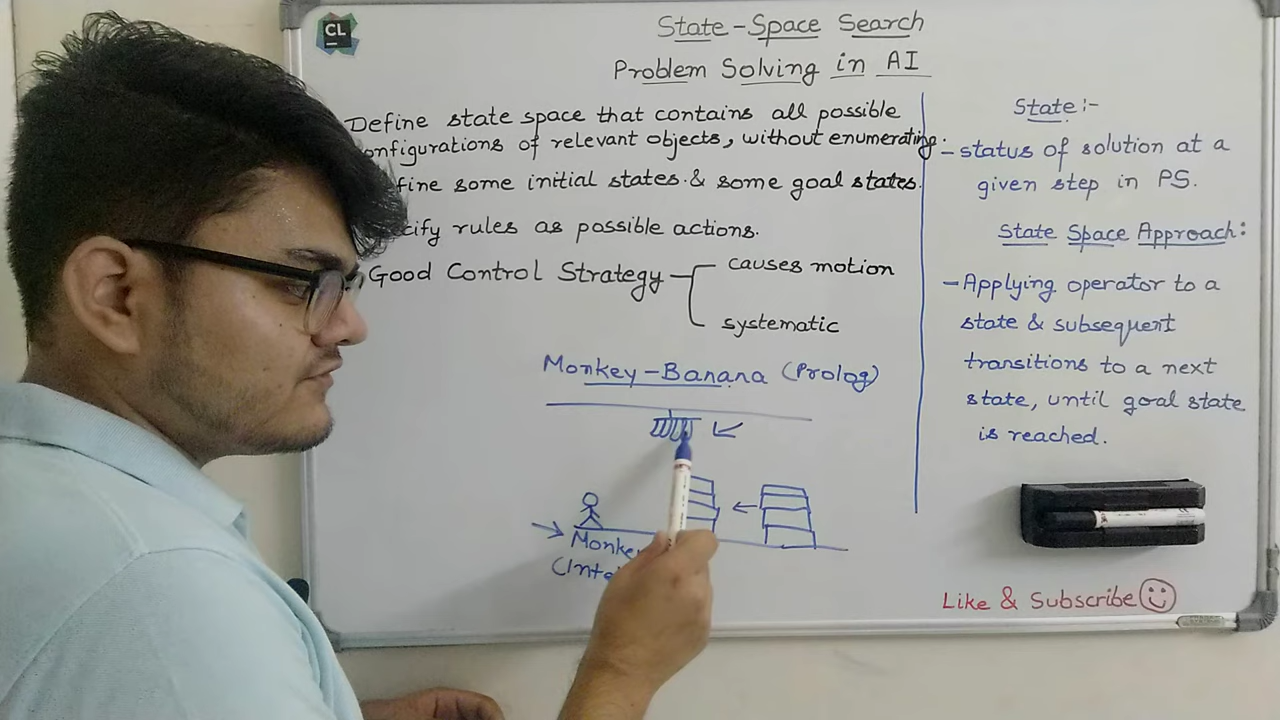 CL
State-Space Search
Problem Solving in AI
Define state space that contains all possible
onfigurations of relevant objects, without enumerating.
fine some initial states & some goal states.
cify rules as possible actions.
Good Control Strategy
causes motion
systematic
Monkey-Banana (Prolog)
Monke
(Inte
State:-
- status of solution at a
given step in PS.
State Space Approach:
- Applying operator to a
state & subsequent
transitions to a next
state, until goal state
is reached.
Like & Subscribe